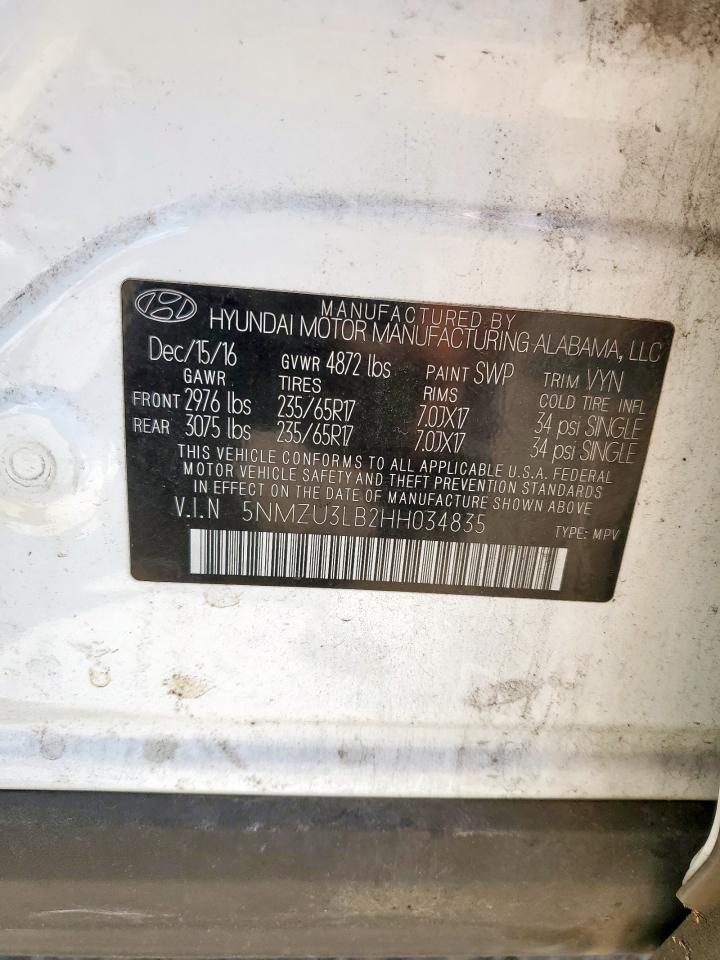 MANUFACTURED BY
HYUNDAI MOTOR MANUFACTURING ALABAMA, LLC
Dec/15/16 GVWR 4872 lbs PAINT SWP TRIM VYN
GAWR TIRES RIMS COLD TIRE INFL
FRONT 2976 lbs 235/65R17 7.0JX17 34 psi SINGLE
REAR 3075 lbs 235/65R17 7.0JX17 34 psi SINGLE
THIS VEHICLE CONFORMS TO ALL APPLICABLE U.S.A. FEDERAL
MOTOR VEHICLE SAFETY AND THEFT PREVENTION STANDARDS
IN EFFECT ON THE DATE OF MANUFACTURE SHOWN ABOVE
V.I.N 5NMZU3LB2HH034835 TYPE: MPV